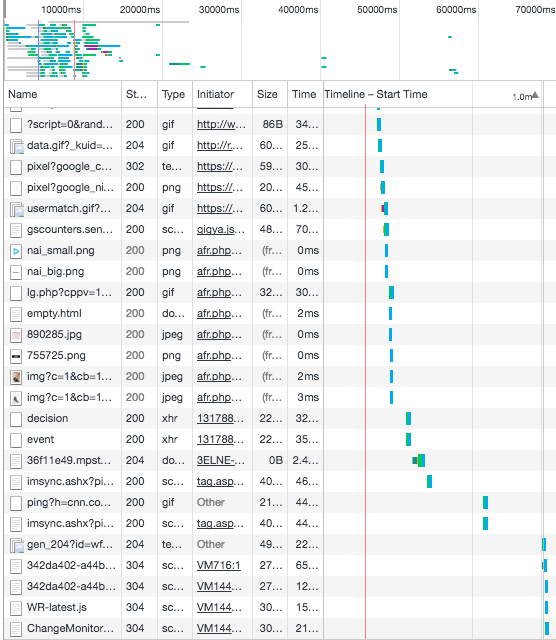 10000ms 20000ms 30000ms 40000ms 50000ms 60000ms 70000ms
Name St... Type Initiator Size Time Timeline – Start Time 1.0m
?script=0&rand... 200 gif http://w... 86B 34...
data.gif?_kuid=... 204 gif http://r... 60... 25...
pixel?google_c... 302 te... https://... 59... 30...
pixel?google_ni... 200 png https://... 20... 45...
usermatch.gif?... 204 gif https://... 60... 1.2...
gscounters.sen... 200 sc... qiqya.js... 48... 70...
nai_small.png 200 png afr.php... (fr... 0ms
nai_big.png 200 png afr.php... (fr... 0ms
lg.php?cppv=1... 200 gif afr.php... 32... 30...
empty.html 200 do... afr.php... (fr... 2ms
890285.jpg 200 jpeg afr.php... (fr... 0ms
755725.png 200 png afr.php... (fr... 0ms
img?c=1&cb=1... 200 jpeg afr.php... (fr... 2ms
img?c=1&cb=1... 200 jpeg afr.php... (fr... 3ms
decision 200 xhr 131788... 22... 32...
event 200 xhr 131788... 22... 35...
36f11e49.mpst... 204 do... 3ELNE-... 0B 2.4...
imsync.ashx?pi... 200 sc... tag.asp... 40... 46...
ping?h=cnn.co... 200 gif Other 21... 44...
imsync.ashx?pi... 200 sc... tag.asp... 40... 44...
gen_204?id=wf... 204 te... Other 49... 22...
342da402-a44b... 304 sc... VM716:1 27... 65...
342da402-a44b... 304 sc... VM144... 27... 12...
WR-latest.js 304 sc... VM144... 30... 15...
ChangeMonitor... 304 sc... VM144... 30... 21...